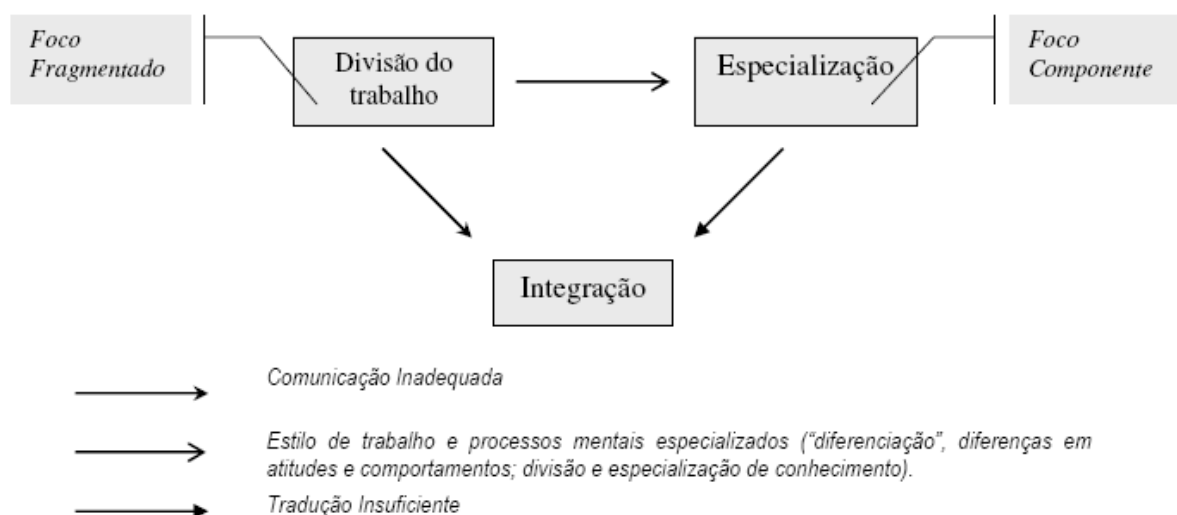 Foco
Fragmentado
Divisão do
trabalho
Especialização
Foco
Componente
Integração
Comunicação Inadequada
Estilo de trabalho e processos mentais especializados (“diferenciação”, diferenças em
atitudes e comportamentos; divisão e especialização de conhecimento).
Tradução Insuficiente